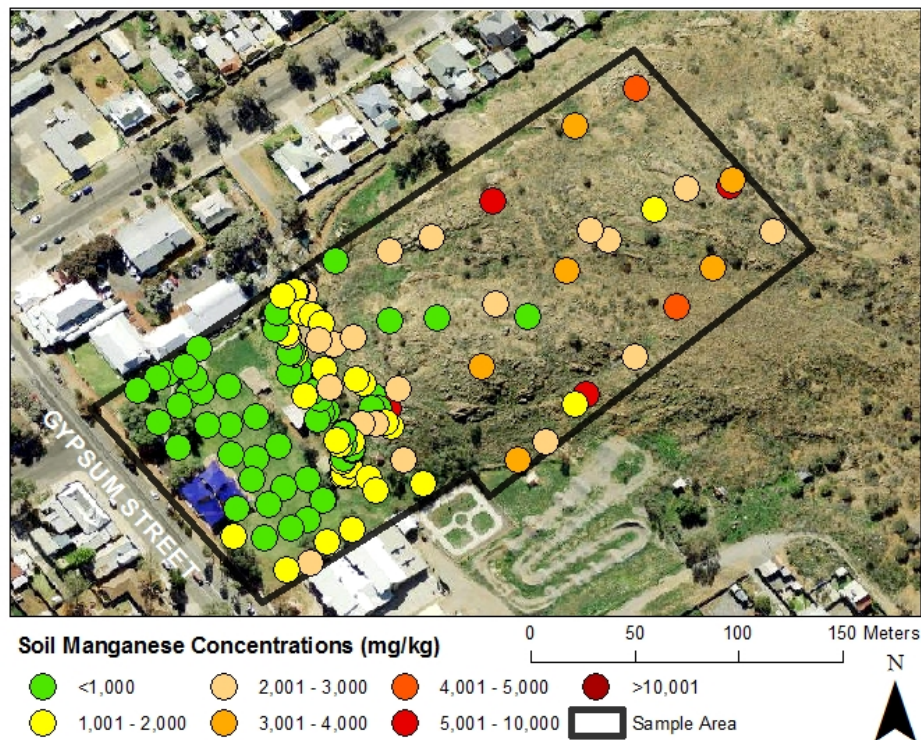 GYPSUM STREET
Soil Manganese Concentrations (mg/kg)
0 50 100 150 Meters
N
<1,000
2,001 - 3,000
4,001 - 5,000
>10,001
1,001 - 2,000
3,001 - 4,000
5,001 - 10,000
Sample Area